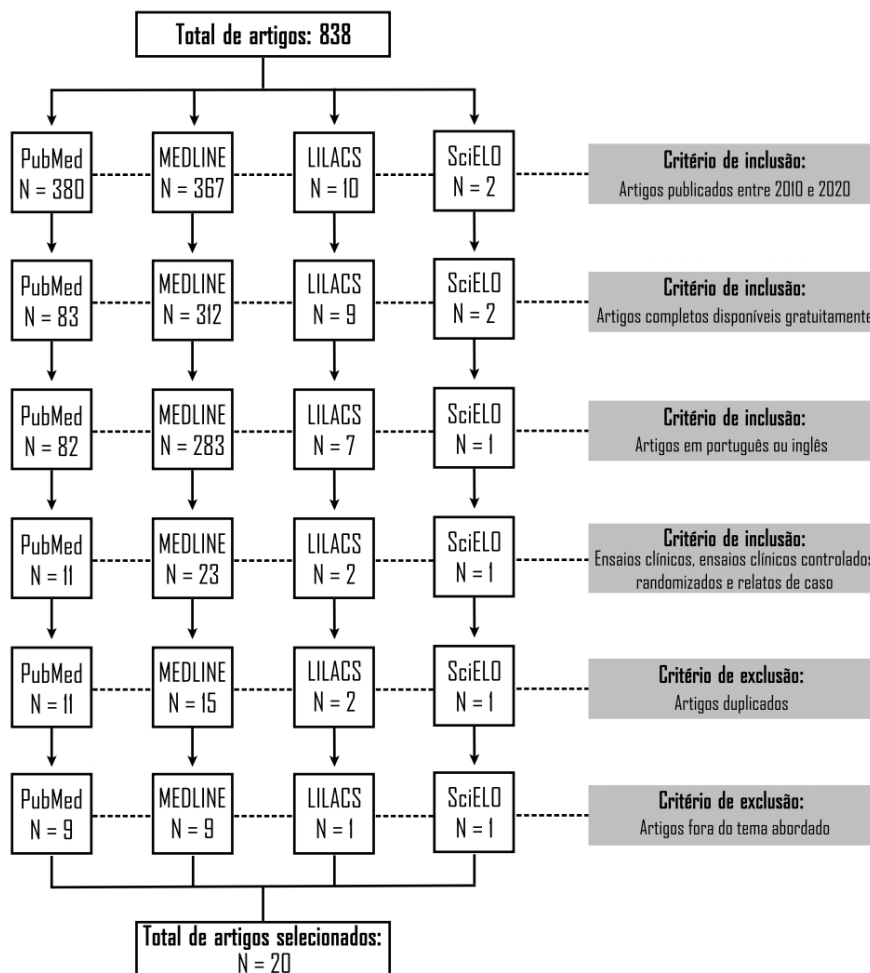 Total de artigos: 838
PubMed
N = 380
MEDLINE
N = 367
LILACS
N = 10
SciELO
N = 2
Critério de inclusão:
Artigos publicados entre 2010 e 2020
PubMed
N = 83
MEDLINE
N = 312
LILACS
N = 9
SciELO
N = 2
Critério de inclusão:
Artigos completos disponíveis gratuitamente
PubMed
N = 82
MEDLINE
N = 283
LILACS
N = 7
SciELO
N = 1
Critério de inclusão:
Artigos em português ou inglês
PubMed
N = 11
MEDLINE
N = 23
LILACS
N = 2
SciELO
N = 1
Critério de inclusão:
Ensaios clínicos, ensaios clínicos controlados
randomizados e relatos de caso
PubMed
N = 11
MEDLINE
N = 15
LILACS
N = 2
SciELO
N = 1
Critério de exclusão:
Artigos duplicados
PubMed
N = 9
MEDLINE
N = 9
LILACS
N = 1
SciELO
N = 1
Critério de exclusão:
Artigos fora do tema abordado
Total de artigos selecionados:
N = 20